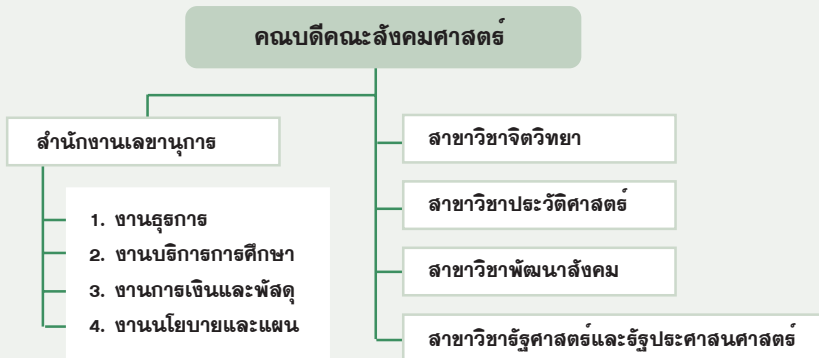 คณบดีคณะสังคมศาสตร์
สำนักงานเลขานุการ
1. งานธุรการ
2. งานบริการการศึกษา
3. งานการเงินและพัสดุ
4. งานนโยบายและแผน
สาขาวิชาจิตวิทยา
สาขาวิชาประวัติศาสตร์
สาขาวิชาพัฒนาสังคม
สาขาวิชารัฐศาสตร์และรัฐประศาสนศาสตร์